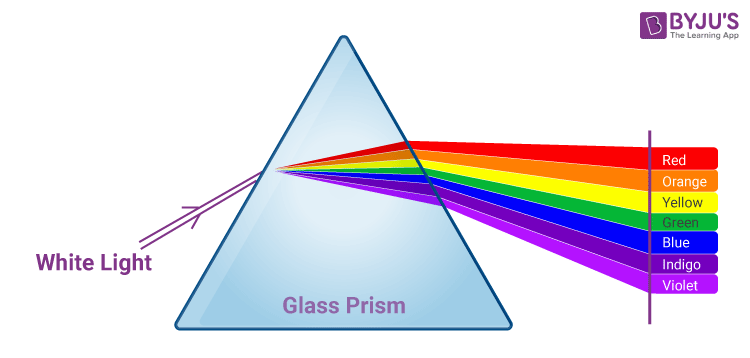 BYJU'S
The Learning App
Red
Orange
Yellow
Green
Blue
Indigo
Violet
White Light
Glass Prism